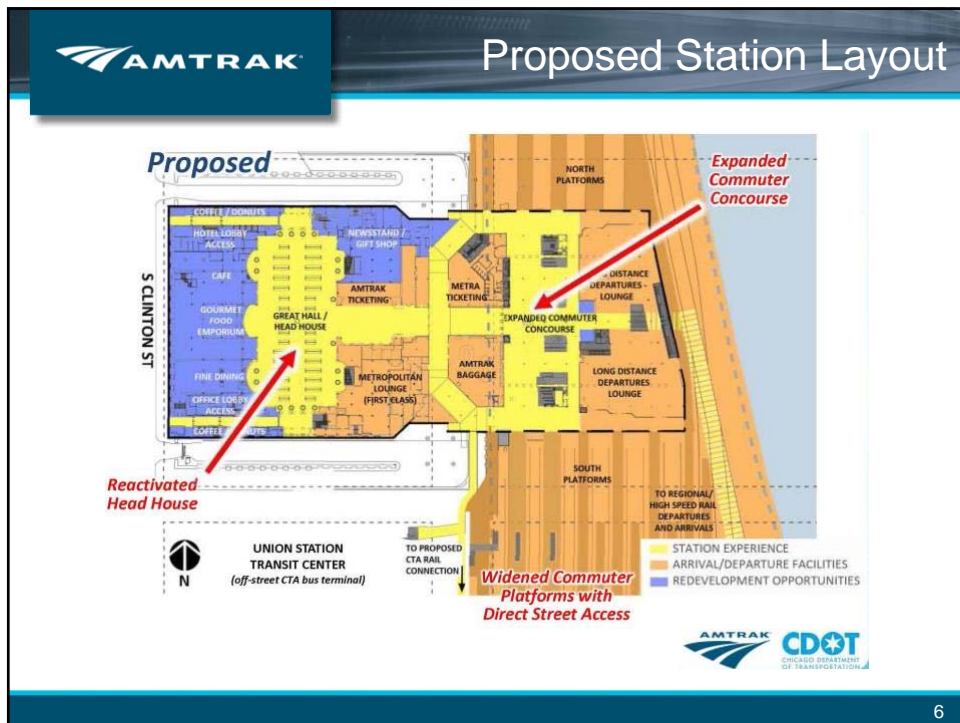 AMTRAK
Proposed Station Layout
Proposed
Expanded
Commuter
Concourse
NORTH
PLATFORMS
COFFEE / DONUTS
HOTEL LOBBY
ACCESS
NEWSSTAND /
GIFT SHOP
CAFE
AMTRAK
TICKETING
METRA
TICKETING
DISTANCE
DEPARTURES
LOUNGE
S CLINTON ST
GOURMET
FOOD
EMPORIUM
GREAT HALL /
HEAD HOUSE
EXPANDED COMMUTER
CONCOURSE
FINE DINING
METROPOLITAN
LOUNGE
(FIRST CLASS)
AMTRAK
BAGGAGE
LONG DISTANCE
DEPARTURES
LOUNGE
OFFICE LOBBY
ACCESS
COFFEE / DONUTS
Reactivated
Head House
SOUTH
PLATFORMS
TO REGIONAL/
HIGH SPEED RAIL
DEPARTURES
AND ARRIVALS
N
UNION STATION
TRANSIT CENTER
(off-street CTA bus terminal)
TO PROPOSED
CTA RAIL
CONNECTION
Widened Commuter
Platforms with
Direct Street Access
STATION EXPERIENCE
ARRIVAL/DEPARTURE FACILITIES
REDEVELOPMENT OPPORTUNITIES
AMTRAK
CDOT
CHICAGO DEPARTMENT
OF TRANSPORTATION
6